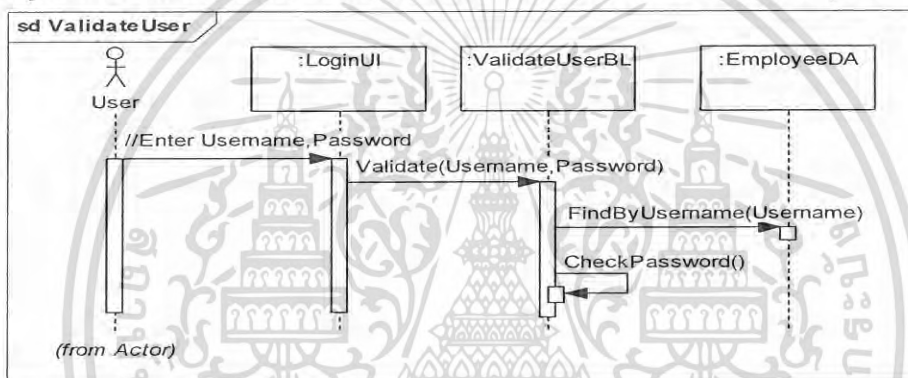 sd ValidateUser
:LoginUI
:ValidateUserBL
:EmployeeDA
User
//Enter Username,Password
Validate(Username,Password)
FindByUsername(Username)
CheckPassword()
(from Actor)